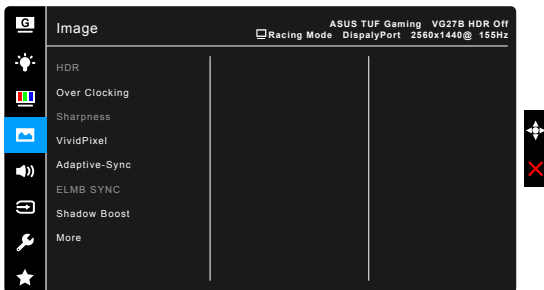 G
Image
ASUS TUF Gaming VG27B HDR Off
Racing Mode DispalyPort 2560x1440@ 155Hz
HDR
Over Clocking
Sharpness
VividPixel
Adaptive-Sync
ELMB SYNC
Shadow Boost
More